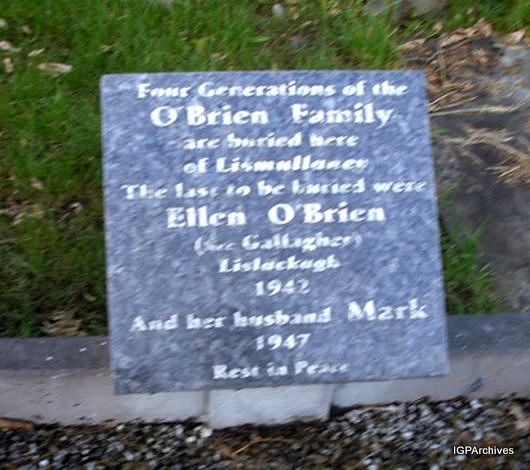 Four Generations of the
O'Brien Family
are buried here
of Lismullaney
The last to be buried were
Ellen O'Brien
(nee Gallagher)
Lislackagh
1942
And her husband Mark
1947
Rest in Peace
IGPArchives